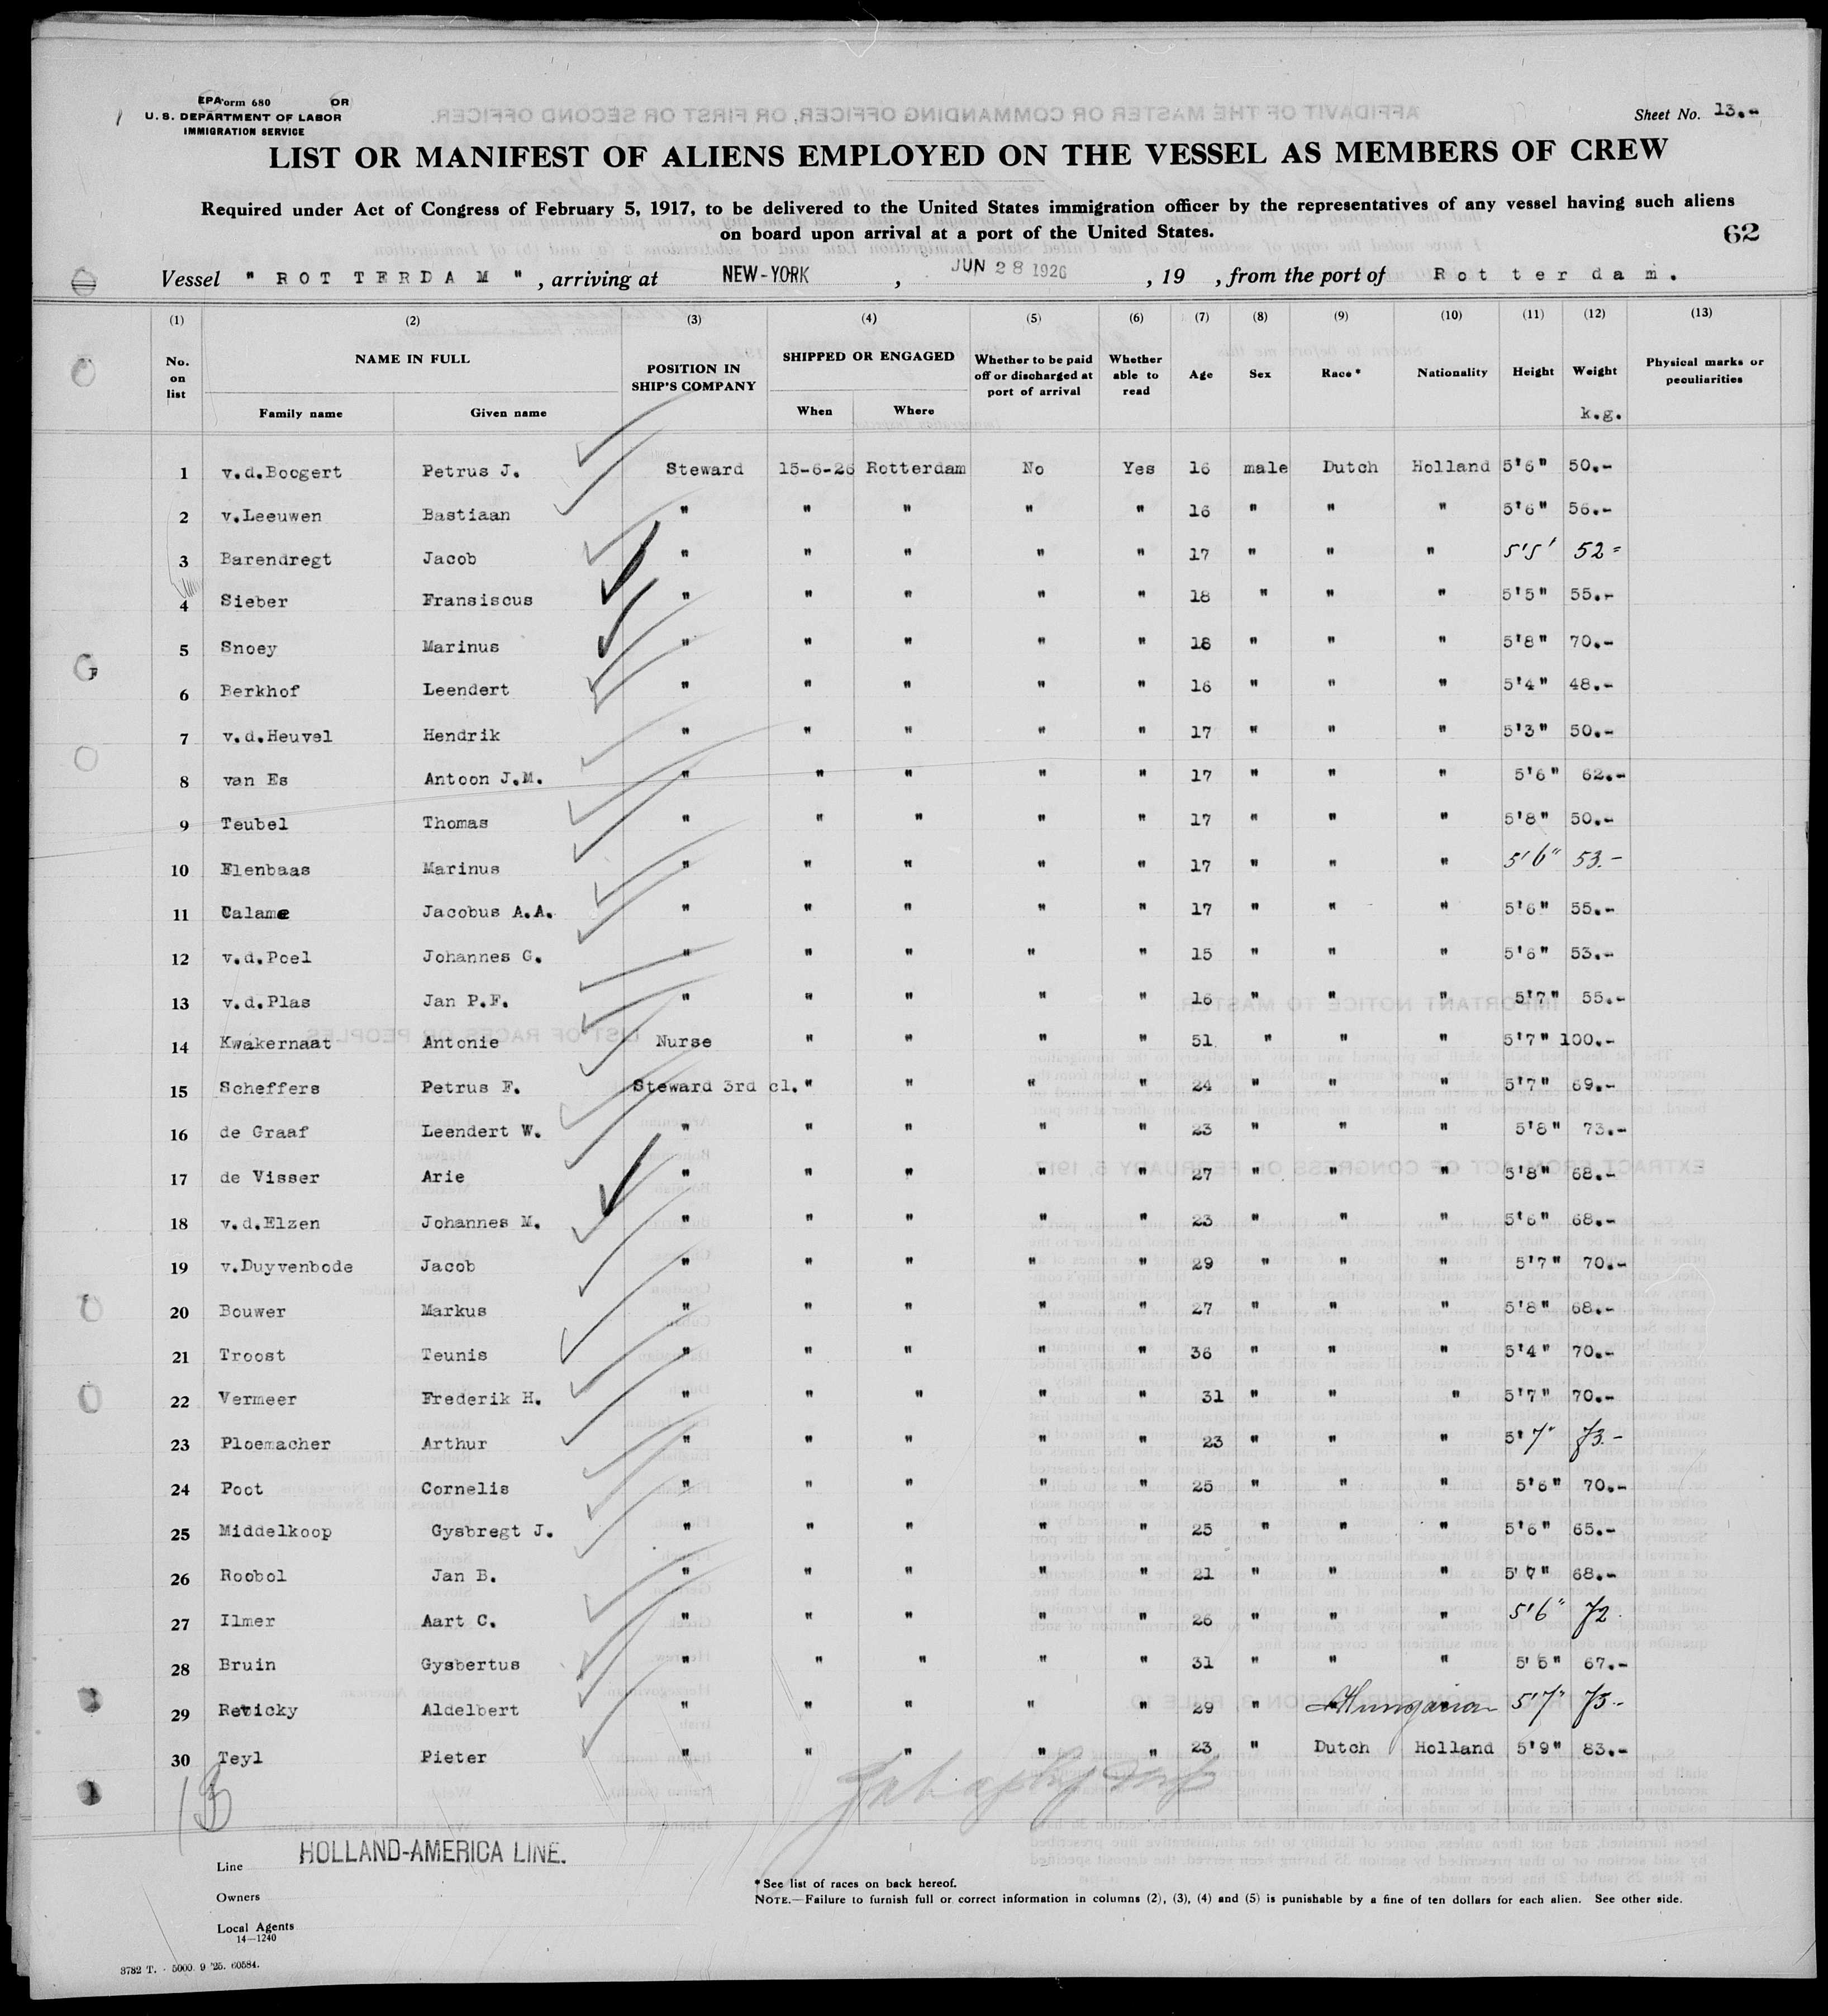 EPA Form 680 OR
U. S. DEPARTMENT OF LABOR
IMMIGRATION SERVICE
Sheet No. 13.-
LIST OR MANIFEST OF ALIENS EMPLOYED ON THE VESSEL AS MEMBERS OF CREW
Required under Act of Congress of February 5, 1917, to be delivered to the United States immigration officer by the representatives of any vessel having such aliens
on board upon arrival at a port of the United States.
62
Vessel " ROTTERDAM ", arriving at NEW-YORK, JUN 28 1926, 19 , from the port of Rotterdam.
(1) (2) (3) (4) (5) (6) (7) (8) (9) (10) (11) (12) (13)
No. on list NAME IN FULL POSITION IN SHIP'S COMPANY SHIPPED OR ENGAGED Whether to be paid off or discharged at port of arrival Whether able to read Age Sex Race* Nationality Height Weight Physical marks or peculiarities
Family name Given name When Where k.g.
1 v.d.Boogert Petrus J. Steward 15-6-26 Rotterdam No Yes 16 male Dutch Holland 5'6" 50.-
2 v.Leeuwen Bastiaan " " " " " 16 " " " 5'6" 56.-
3 Barendregt Jacob " " " " " 17 " " " 5'5' 52=
4 Sieber Fransiscus " " " " " 18 " " " 5'5" 55.-
5 Snoey Marinus " " " " " 18 " " " 5'8" 70.-
6 Berkhof Leendert " " " " " 16 " " " 5'4" 48.-
7 v.d.Heuvel Hendrik " " " " " 17 " " " 5'3" 50.-
8 van Es Antoon J.M. " " " " " 17 " " " 5'6" 62.-
9 Teubel Thomas " " " " " 17 " " " 5'8" 50.-
10 Elenbaas Marinus " " " " " 17 " " " 5'6" 53.-
11 Calame Jacobus A.A. " " " " " 17 " " " 5'6" 55.-
12 v.d.Poel Johannes G. " " " " " 15 " " " 5'6" 53.-
13 v.d.Plas Jan P.F. " " " " " 16 " " " 5'7" 55.-
14 Kwakernaat Antonie Nurse " " " " 51 " " " 5'7" 100.-
15 Scheffers Petrus F. Steward 3rd cl. " " " " 24 " " " 5'7" 69.-
16 de Graaf Leendert W. " " " " " 23 " " " 5'8" 73.-
17 de Visser Arie " " " " " 27 " " " 5'8" 68.-
18 v.d.Elzen Johannes M. " " " " " 23 " " " 5'6" 68.-
19 v.Duyvenbode Jacob " " " " " 29 " " " 5'7" 70.-
20 Bouwer Markus " " " " " 27 " " " 5'8" 68.-
21 Troost Teunis " " " " " 36 " " " 5'4" 70.-
22 Vermeer Frederik H. " " " " " 31 " " " 5'7" 70.-
23 Ploemacher Arthur " " " " " 23 " " " 5'7" 73.-
24 Poot Cornelis " " " " " 25 " " " 5'6" 70.-
25 Middelkoop Gysbregt J. " " " " " 25 " " " 5'6" 65.-
26 Roobol Jan B. " " " " " 21 " " " 5'7" 68.-
27 Ilmer Aart C. " " " " " 26 " " " 5'6" 72
28 Bruin Gysbertus " " " " " 31 " " " 5'6" 67.-
29 Reticky Aldelbert " " " " " 29 " Hungarian 5'7" 75.-
30 Teyl Pieter " " " " " 23 " Dutch Holland 5'9" 83.-
Line HOLLAND-AMERICA LINE.
Owners
Local Agents
14—1240
* See list of races on back hereof.
NOTE.—Failure to furnish full or correct information in columns (2), (3), (4) and (5) is punishable by a fine of ten dollars for each alien. See other side.
3782 T. - 5000. 9 '25. 60584.